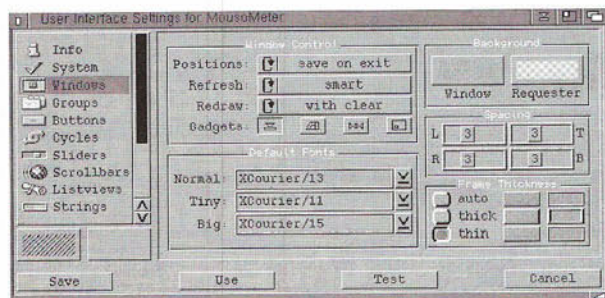 User Interface Settings for MousoMeter
Info
System
Windows
Groups
Buttons
Cycles
Sliders
Scrollbars
Listviews
Strings
Window Control
Positions: save on exit
Refresh: smart
Redraw: with clear
Gadgets:
Default Fonts
Normal: XCourier/13
Tiny: XCourier/11
Big: XCourier/15
Background
Window Requester
Spacing
L 3 3 T
R 3 3 B
Frame Thickness
auto
thick
thin
Save Use Test Cancel